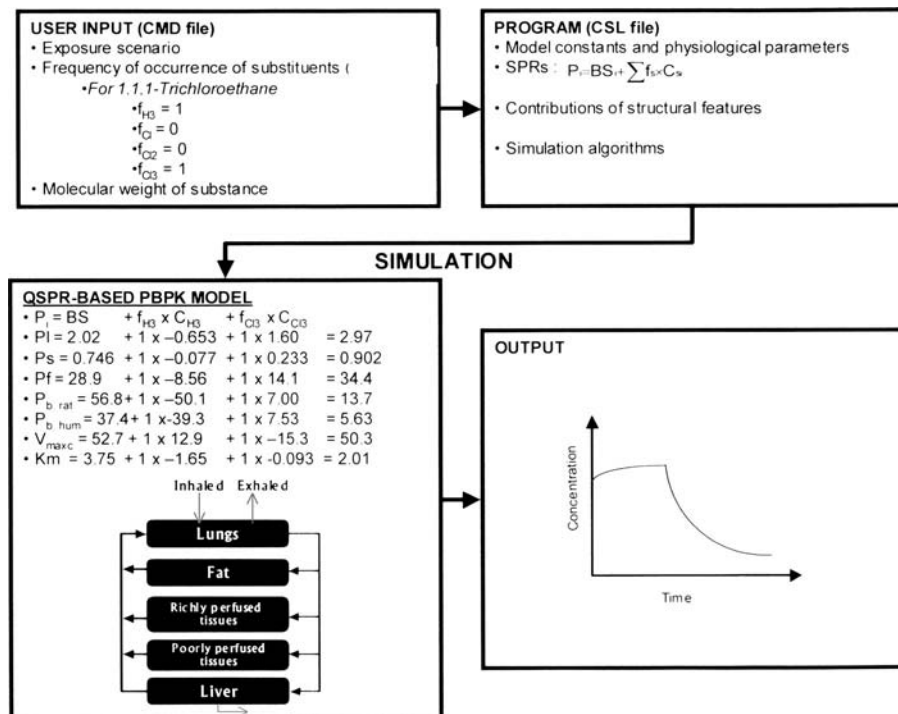 USER INPUT (CMD file)
• Exposure scenario
• Frequency of occurrence of substituents (
•For 1.1.1-Trichloroethane
•fH3 = 1
•fCl = 0
•fCl2 = 0
•fCl3 = 1
• Molecular weight of substance
PROGRAM (CSL file)
• Model constants and physiological parameters
• SPRs : Pi=BSi+∑fsi×Csi
• Contributions of structural features
• Simulation algorithms
SIMULATION
QSPR-BASED PBPK MODEL
• Pi = BS + fH3 x CH3 + fCl3 x CCl3
• Pl = 2.02 + 1 x –0.653 + 1 x 1.60 = 2.97
• Ps = 0.746 + 1 x –0.077 + 1 x 0.233 = 0.902
• Pf = 28.9 + 1 x –8.56 + 1 x 14.1 = 34.4
• Pb rat = 56.8+ 1 x –50.1 + 1 x 7.00 = 13.7
• Pb hum = 37.4+ 1 x-39.3 + 1 x 7.53 = 5.63
• Vmaxc = 52.7 + 1 x 12.9 + 1 x –15.3 = 50.3
• Km = 3.75 + 1 x –1.65 + 1 x -0.093 = 2.01
Inhaled Exhaled
Lungs
Fat
Richly perfused
tissues
Poorly perfused
tissues
Liver
OUTPUT
Concentration
Time